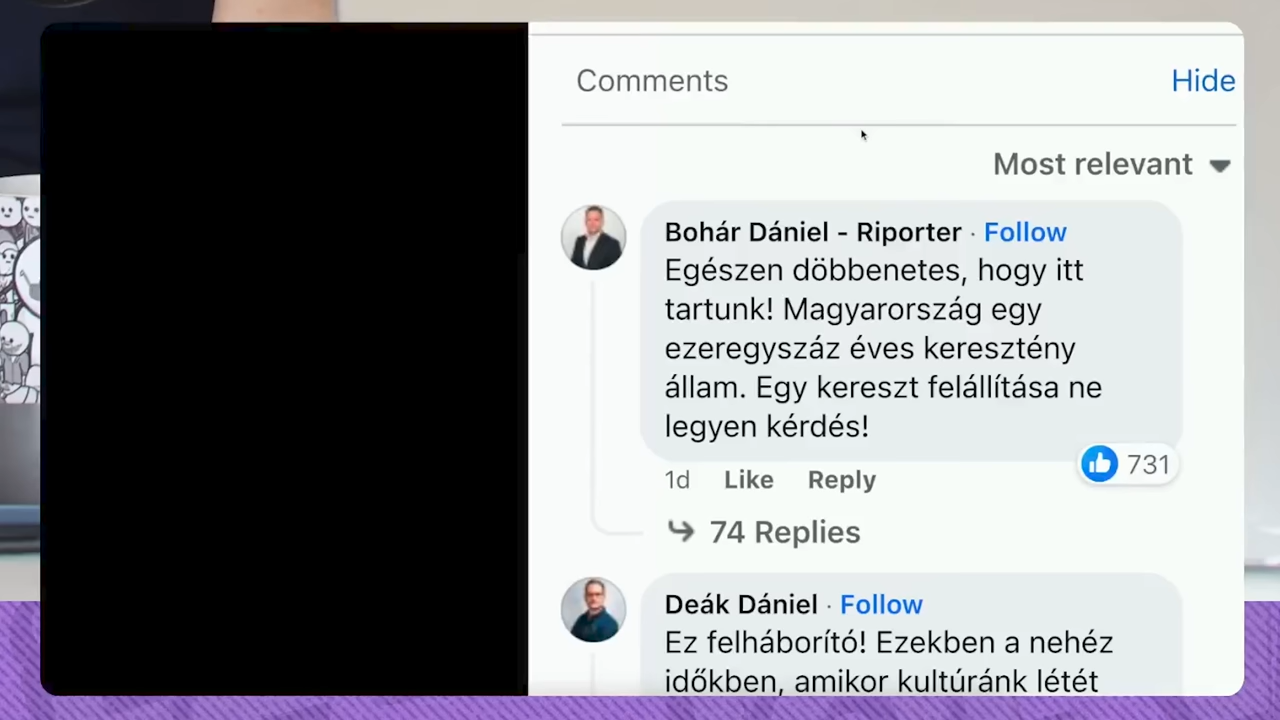 Comments
Hide
Most relevant
Bohár Dániel - Riporter · Follow
Egészen döbbenetes, hogy itt
tartunk! Magyarország egy
ezeregyszáz éves keresztény
állam. Egy kereszt felállítása ne
legyen kérdés!
731
1d Like Reply
74 Replies
Deák Dániel · Follow
Ez felháborító! Ezekben a nehéz
időkben, amikor kultúránk létét